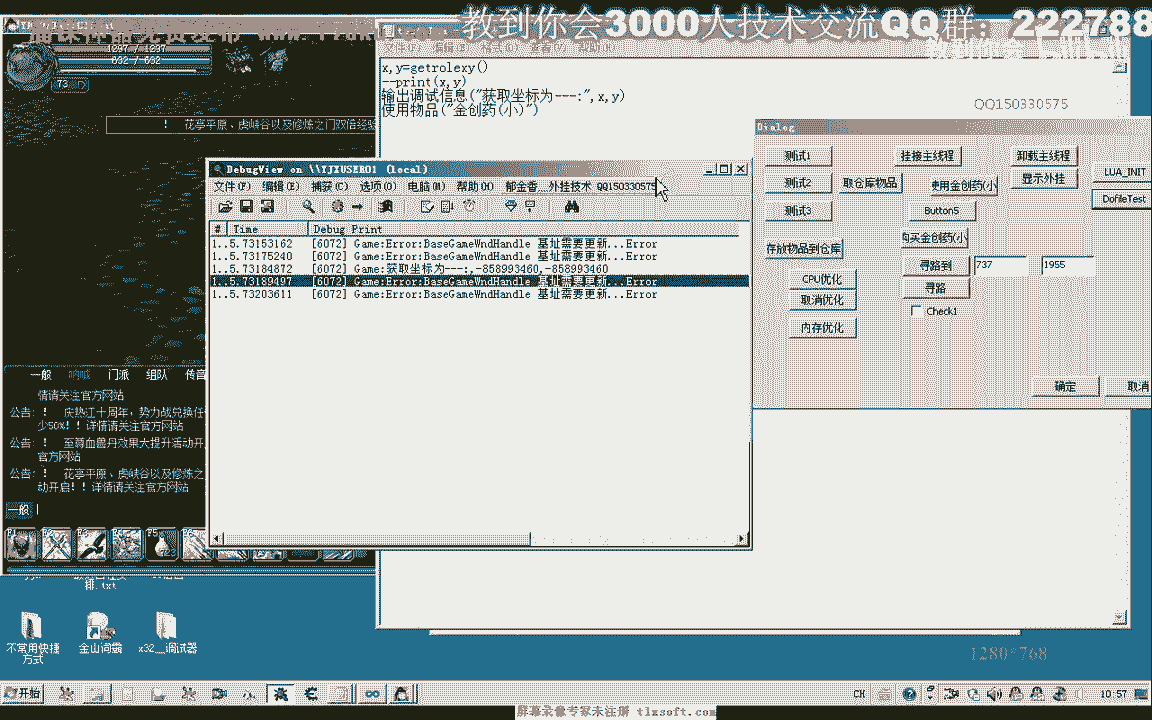 教到你会3000人技术交流QQ群：222788
x,y=getrolexy()
--print(x,y)
输出调试信息("获取坐标为---:",x,y)
使用物品("金创药(小)")
QQ150330575
1297 / 1297
632 / 632
73
！ 花亭平原、虎峡谷以及修炼之门双倍经验
DebugView on \\YJXUSER01 (local)
文件(F) 编辑(E) 捕获(C) 选项(O) 电脑(M) 帮助(H) 郁金香__外挂技术 QQ150330575
# Time Debug Print
1..5.73153162 [6072] Game:Error:BaseGameWndHandle 基址需要更新...Error
1..5.73175240 [6072] Game:Error:BaseGameWndHandle 基址需要更新...Error
1..5.73184872 [6072] Game:获取坐标为---:,-858993460,-858993460
1..5.73189497 [6072] Game:Error:BaseGameWndHandle 基址需要更新...Error
1..5.73203611 [6072] Game:Error:BaseGameWndHandle 基址需要更新...Error
Dialog
测试1 挂接主线程 卸载主线程
LUA_INIT
测试2 取仓库物品 使用金创药(小 显示外挂
DofileTest
测试3 Button5
存放物品到仓库 购买金创药(小
寻路到 737 1955
CPU优化
取消优化 寻路
Check1
内存优化
确定 取消
一般 呐喊 门派 组队 传音
情请关注官方网站
公告：！ 庆热江十周年，势力战兑换任
少50%！！详情请关注官方网站
公告：！ 至尊血兽丹效果大提升活动开
官方网站
公告：！ 花亭平原、虎峡谷以及修炼之
动开启！！详情请关注官方网站
一般
排.txt
不常用快捷方式 金山词霸 x32__调试器
1280*768
开始 CH 10:57
屏幕录像专家未注册 tlxsoft.com